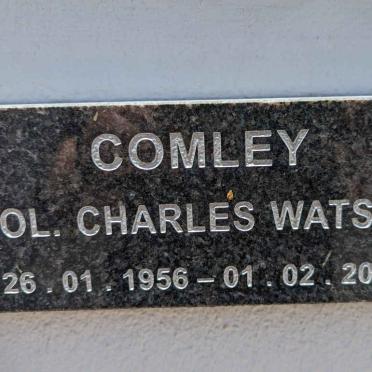 COMLEY
OL. CHARLES WATS
26 . 01 . 1956 – 01 . 02 . 20